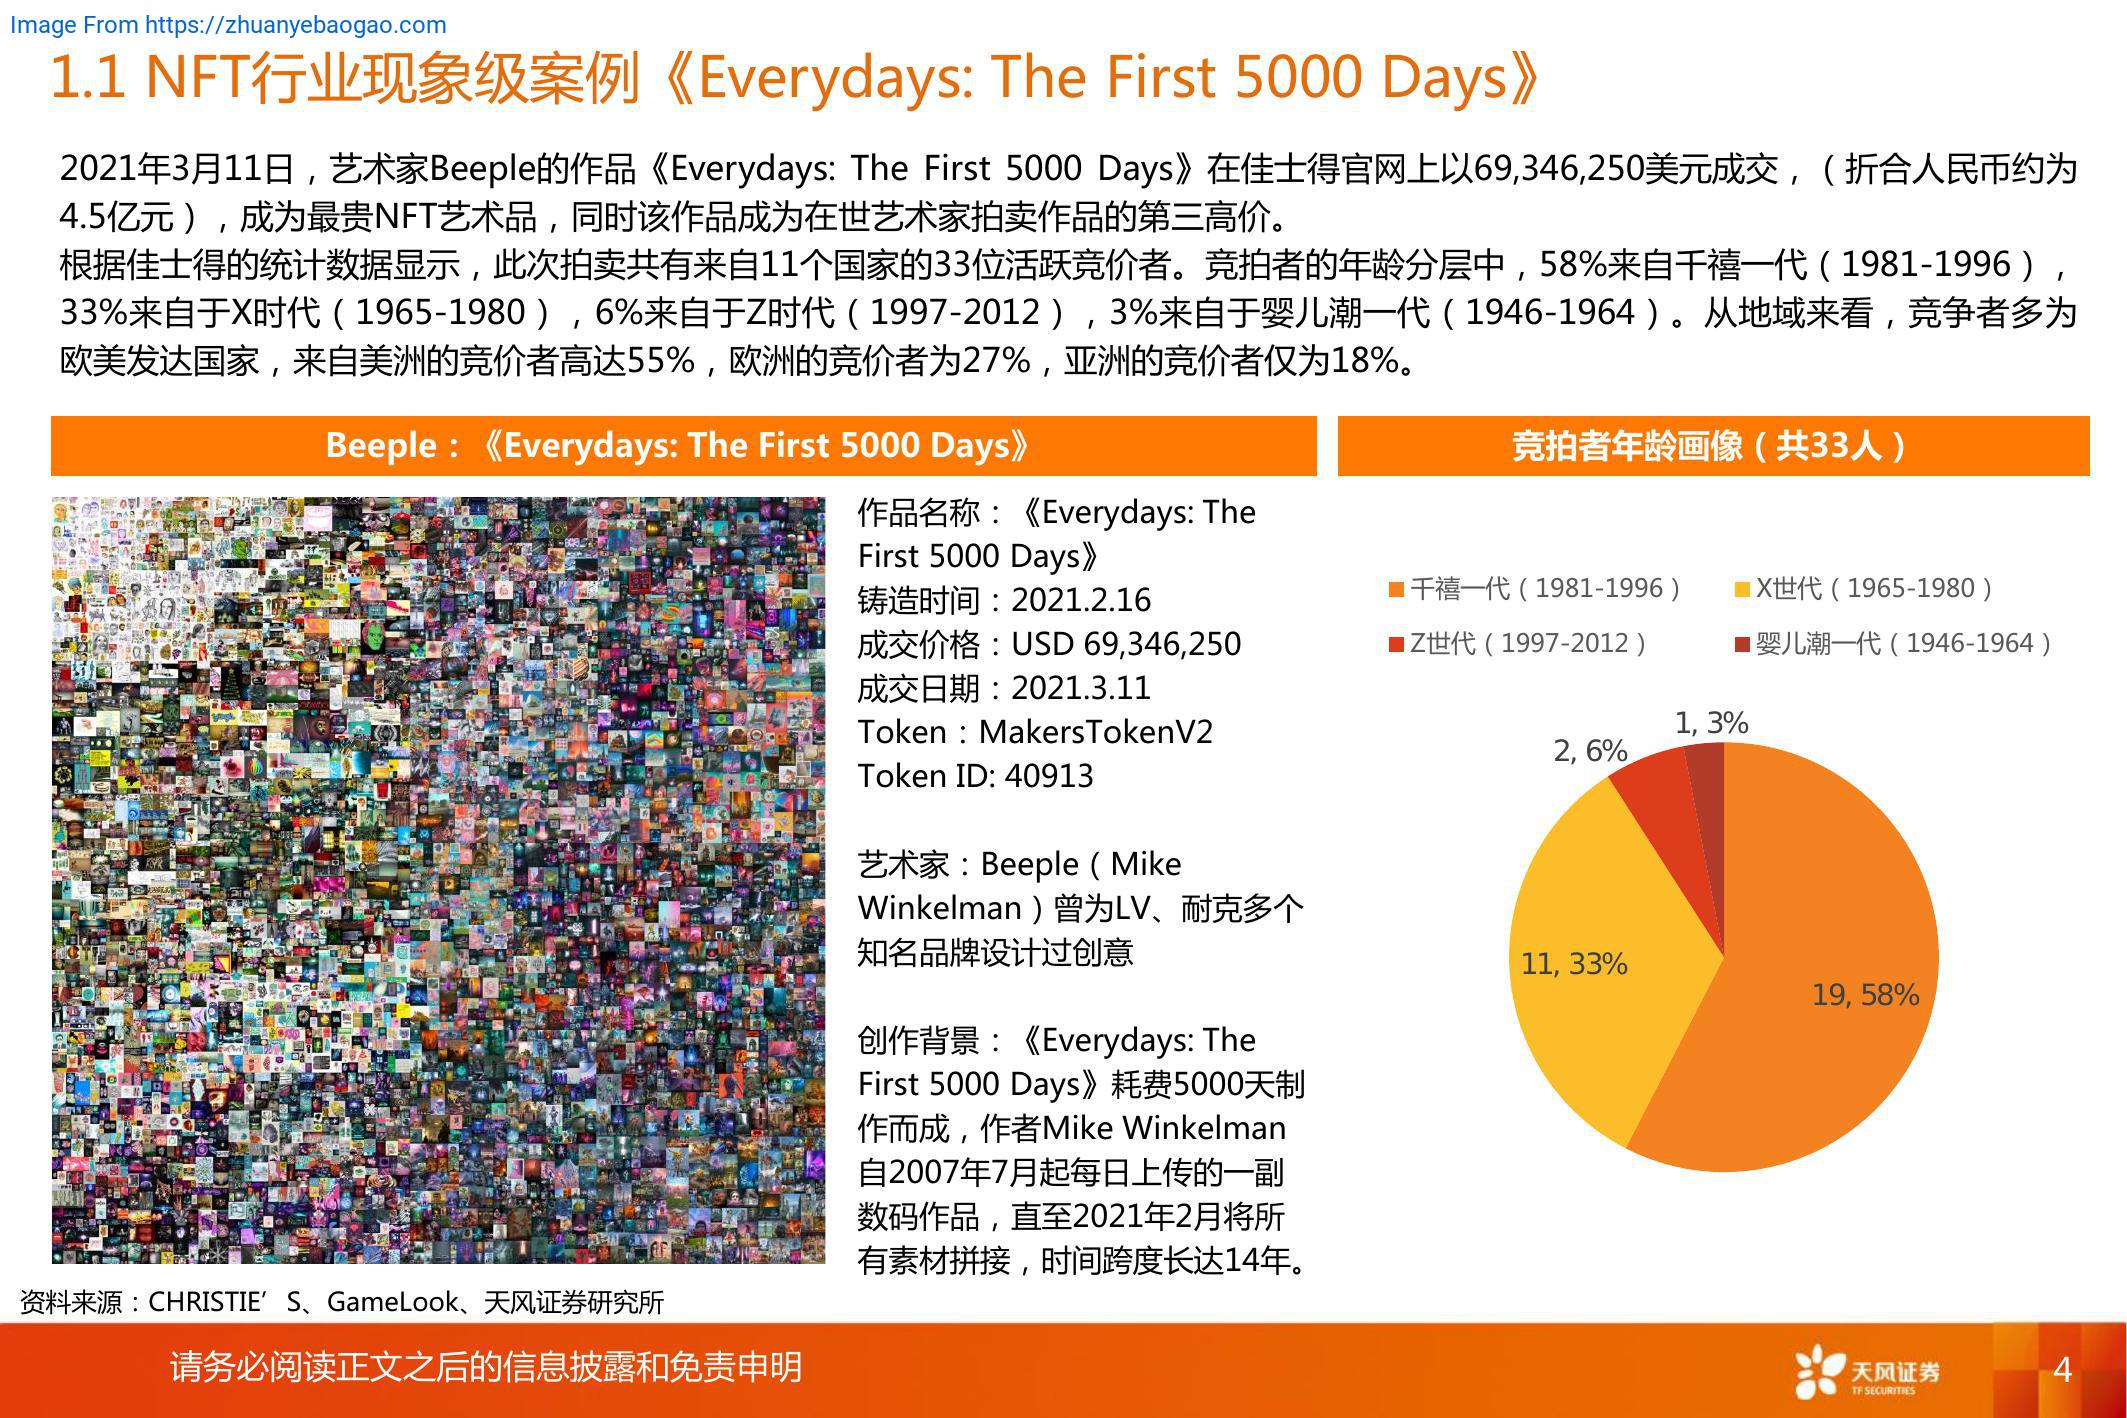 Image From https://zhuanyebaogao.com
1.1 NFT行业现象级案例《Everydays: The First 5000 Days》
2021年3月11日，艺术家Beeple的作品《Everydays: The First 5000 Days》在佳士得官网上以69,346,250美元成交，（折合人民币约为
4.5亿元），成为最贵NFT艺术品，同时该作品成为在世艺术家拍卖作品的第三高价。
根据佳士得的统计数据显示，此次拍卖共有来自11个国家的33位活跃竞价者。竞拍者的年龄分层中，58%来自千禧一代（1981-1996），
33%来自于X时代（1965-1980），6%来自于Z时代（1997-2012），3%来自于婴儿潮一代（1946-1964）。从地域来看，竞争者多为
欧美发达国家，来自美洲的竞价者高达55%，欧洲的竞价者为27%，亚洲的竞价者仅为18%。
Beeple：《Everydays: The First 5000 Days》
作品名称：《Everydays: The
First 5000 Days》
铸造时间：2021.2.16
成交价格：USD 69,346,250
成交日期：2021.3.11
Token：MakersTokenV2
Token ID: 40913
艺术家：Beeple（Mike
Winkelman）曾为LV、耐克多个
知名品牌设计过创意
创作背景：《Everydays: The
First 5000 Days》耗费5000天制
作而成，作者Mike Winkelman
自2007年7月起每日上传的一副
数码作品，直至2021年2月将所
有素材拼接，时间跨度长达14年。
竞拍者年龄画像（共33人）
千禧一代（1981-1996）
X世代（1965-1980）
Z世代（1997-2012）
婴儿潮一代（1946-1964）
1, 3%
2, 6%
11, 33%
19, 58%
资料来源：CHRISTIE’S、GameLook、天风证券研究所
请务必阅读正文之后的信息披露和免责申明
天风证券
TF SECURITIES
4